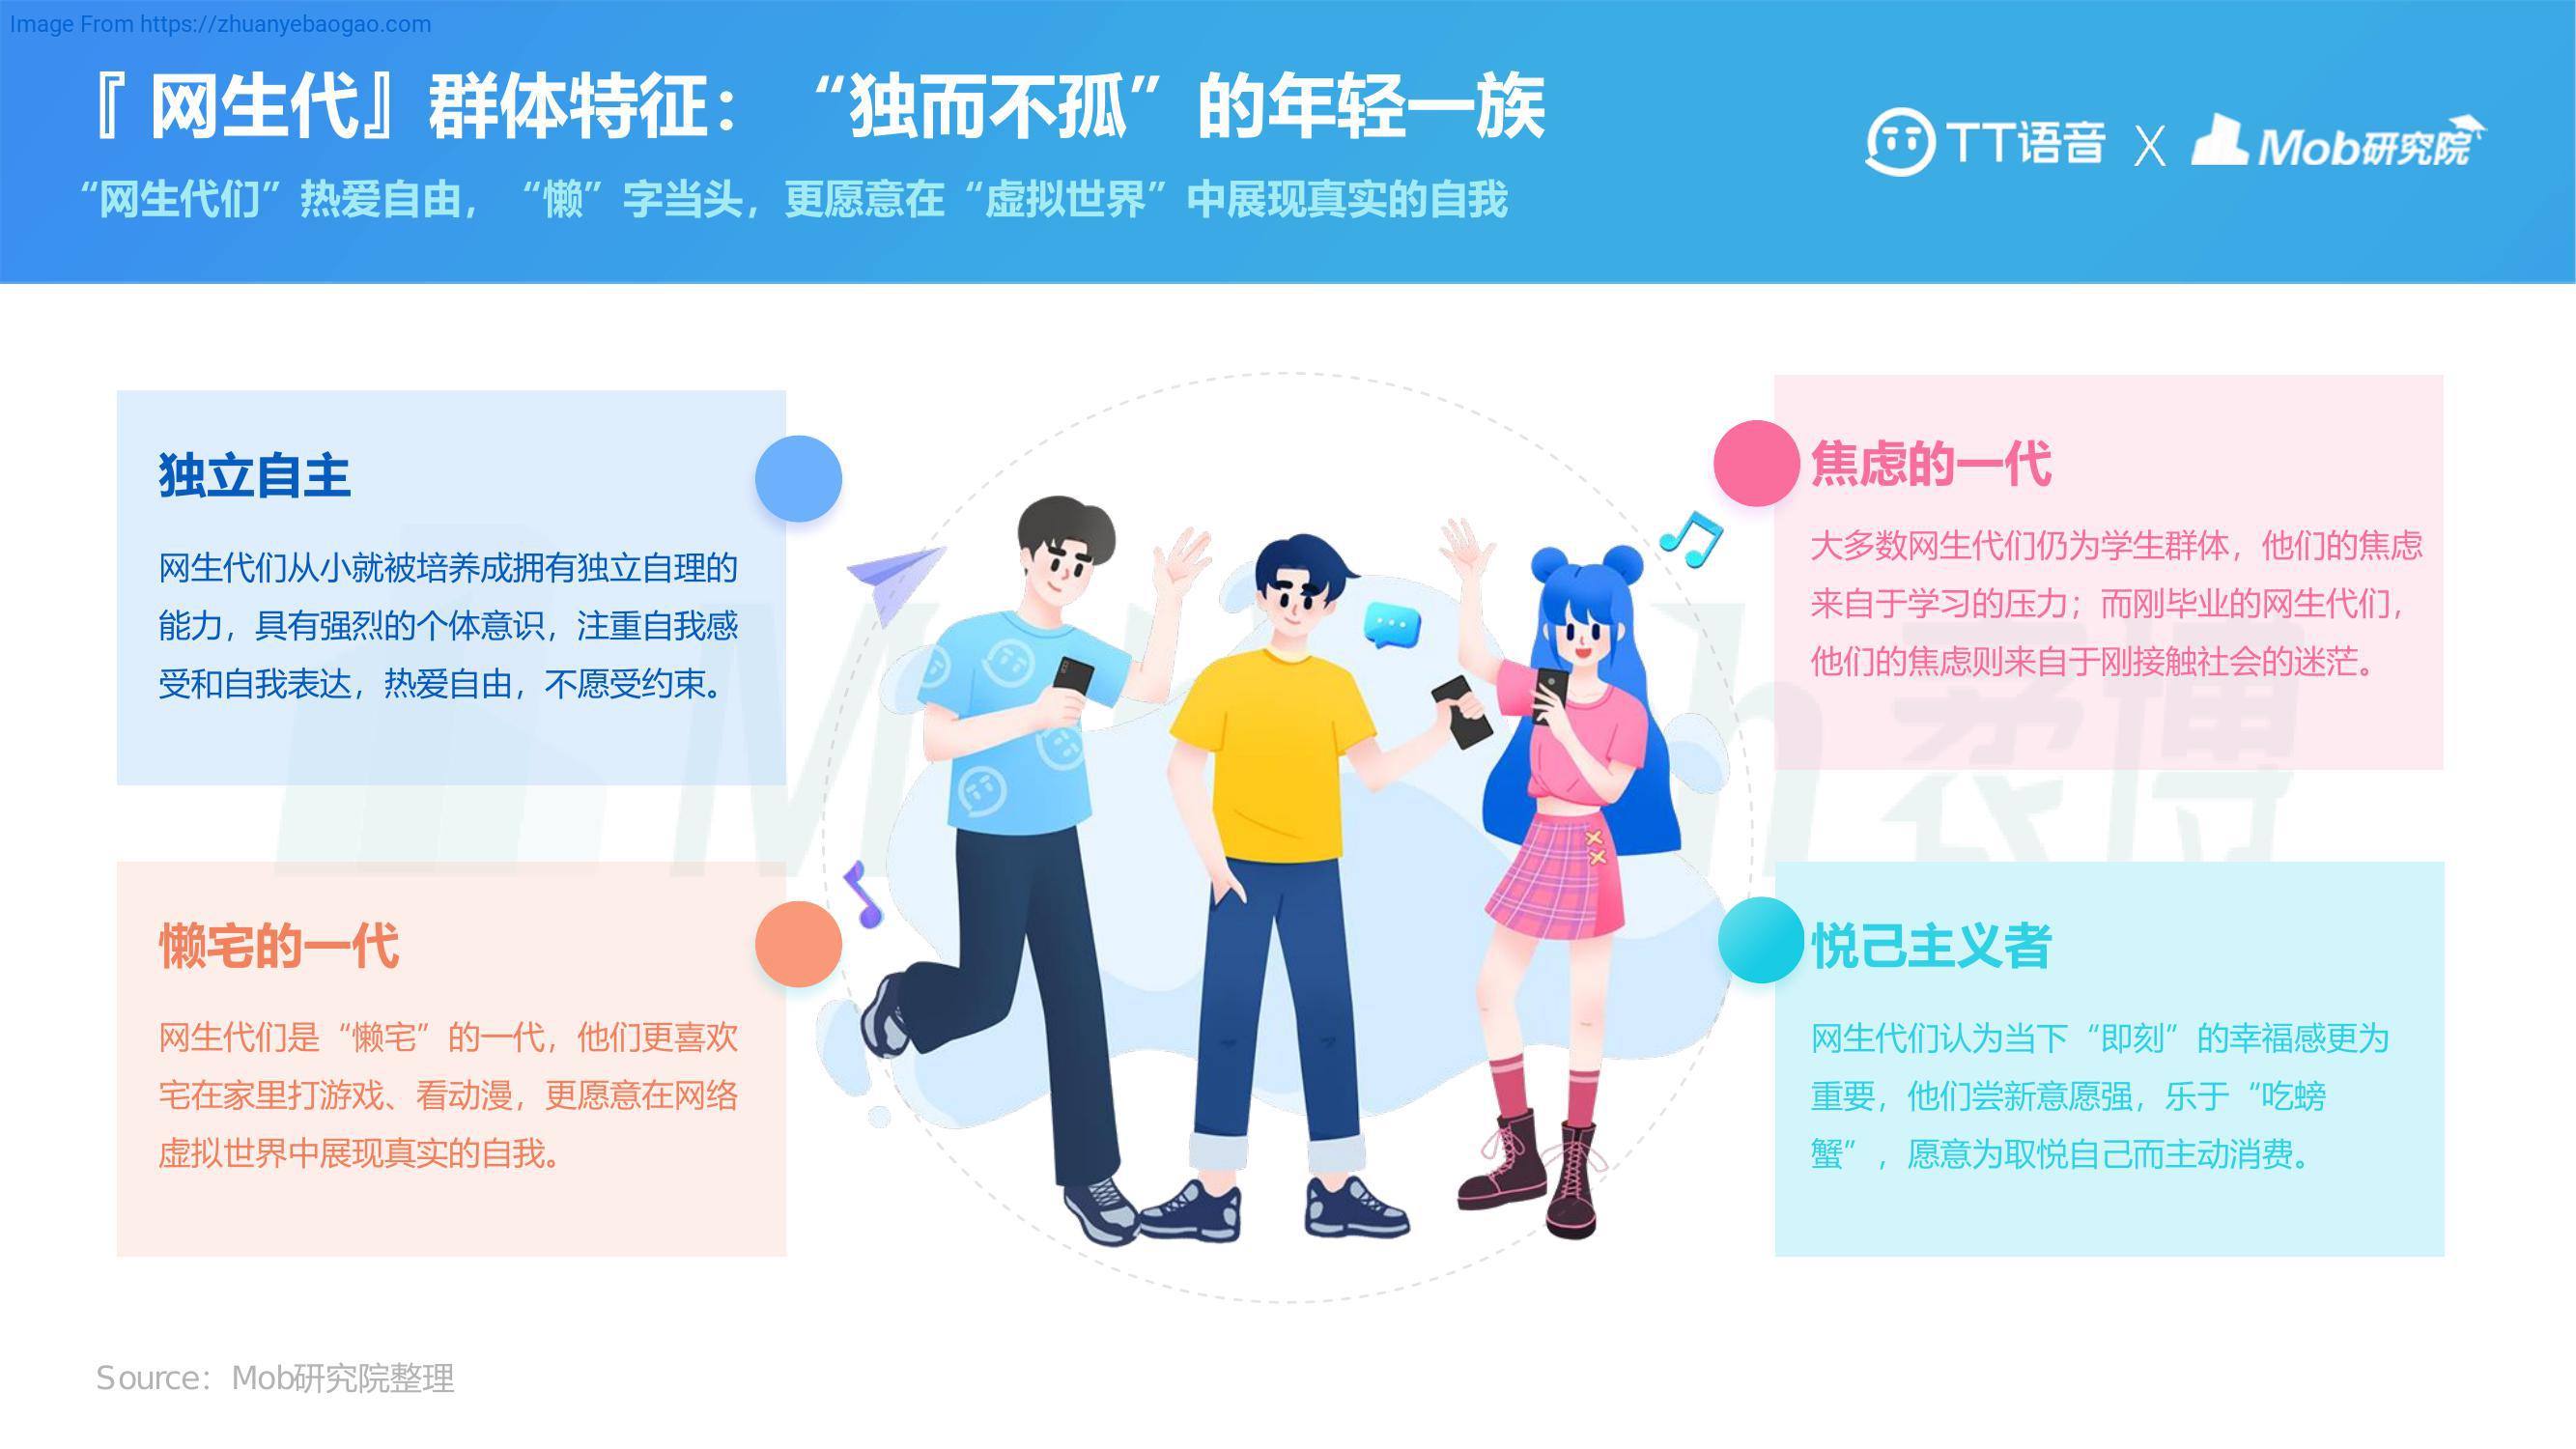 Image From https://zhuanyebaogao.com
『 网生代』群体特征：“独而不孤”的年轻一族
“网生代们”热爱自由，“懒”字当头，更愿意在“虚拟世界”中展现真实的自我
TT语音 X Mob研究院
独立自主
网生代们从小就被培养成拥有独立自理的
能力，具有强烈的个体意识，注重自我感
受和自我表达，热爱自由，不愿受约束。
焦虑的一代
大多数网生代们仍为学生群体，他们的焦虑
来自于学习的压力；而刚毕业的网生代们，
他们的焦虑则来自于刚接触社会的迷茫。
懒宅的一代
网生代们是“懒宅”的一代，他们更喜欢
宅在家里打游戏、看动漫，更愿意在网络
虚拟世界中展现真实的自我。
悦己主义者
网生代们认为当下“即刻”的幸福感更为
重要，他们尝新意愿强，乐于“吃螃
蟹”，愿意为取悦自己而主动消费。
Mob 袤博
Source：Mob研究院整理